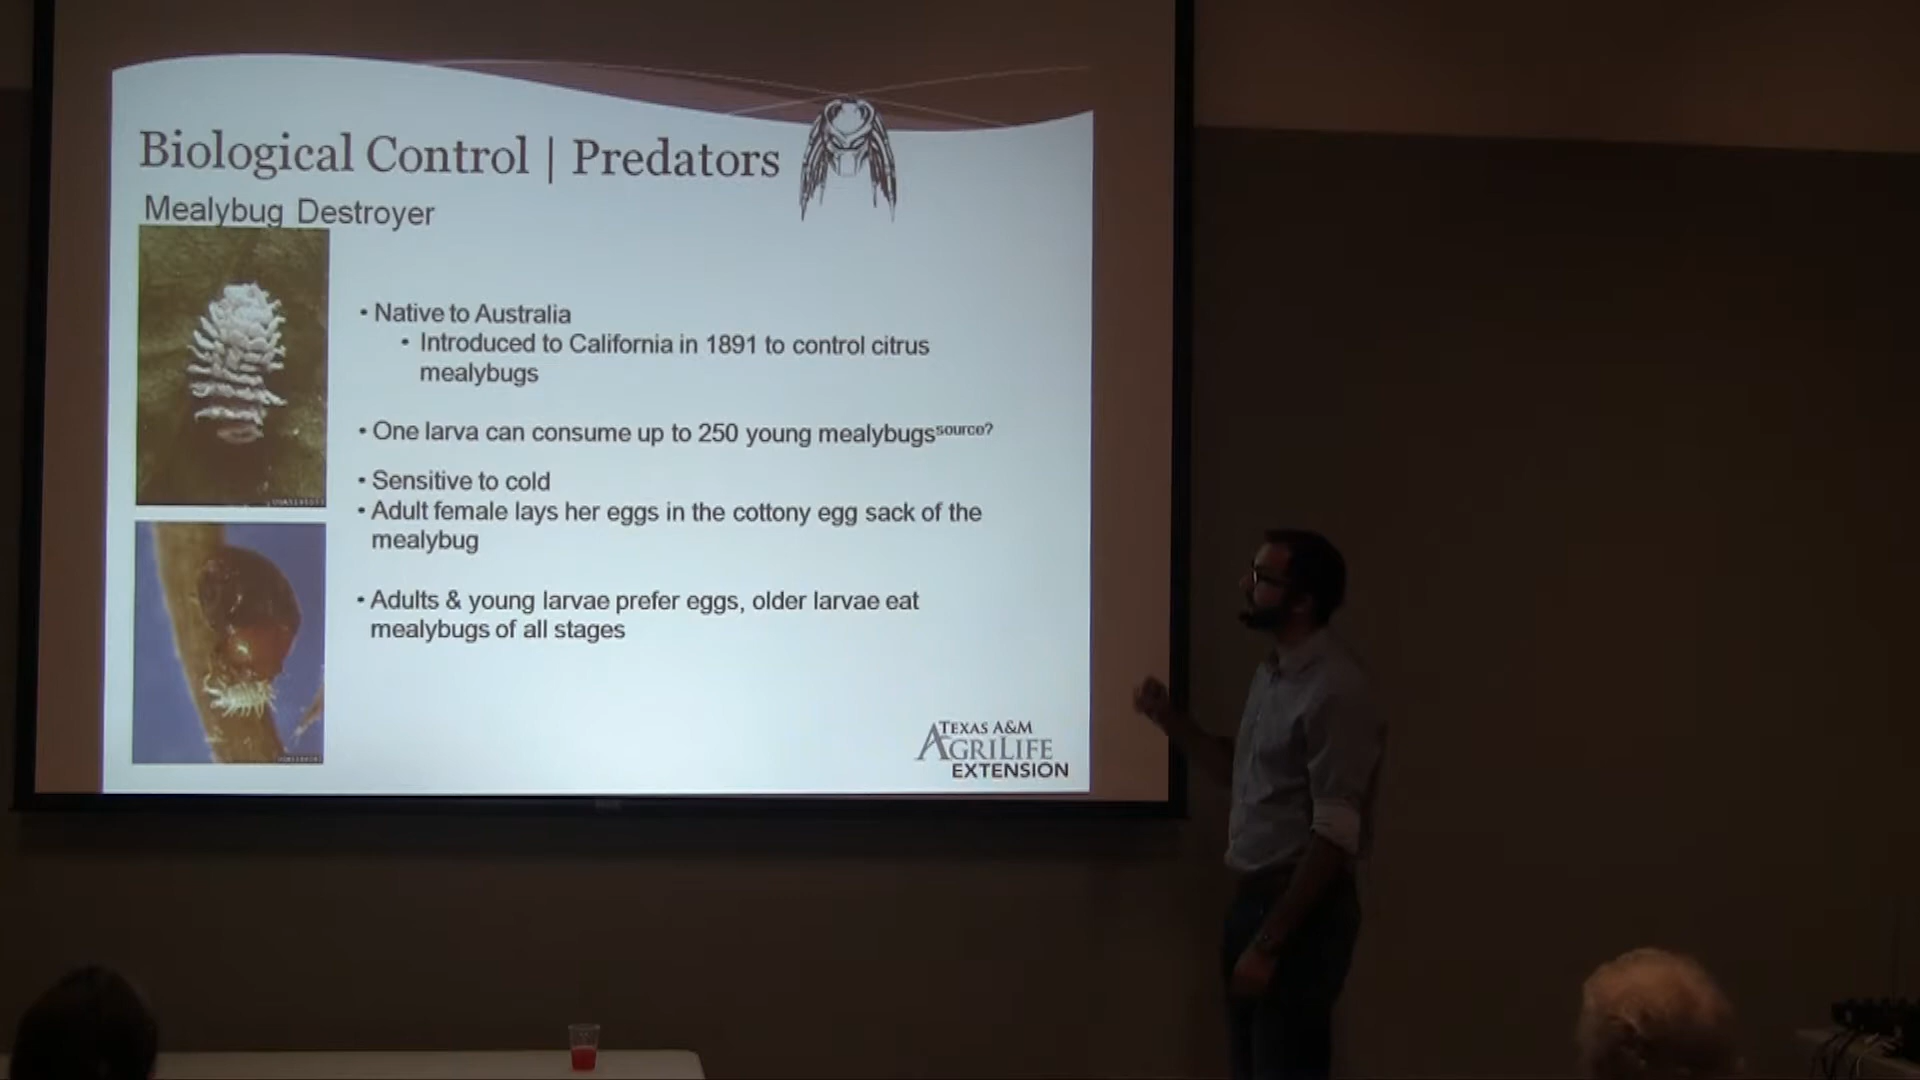 Biological Control | Predators
Mealybug Destroyer
• Native to Australia
• Introduced to California in 1891 to control citrus
mealybugs
• One larva can consume up to 250 young mealybugssource?
• Sensitive to cold
• Adult female lays her eggs in the cottony egg sack of the
mealybug
• Adults & young larvae prefer eggs, older larvae eat
mealybugs of all stages
TEXAS A&M
AGRILIFE
EXTENSION